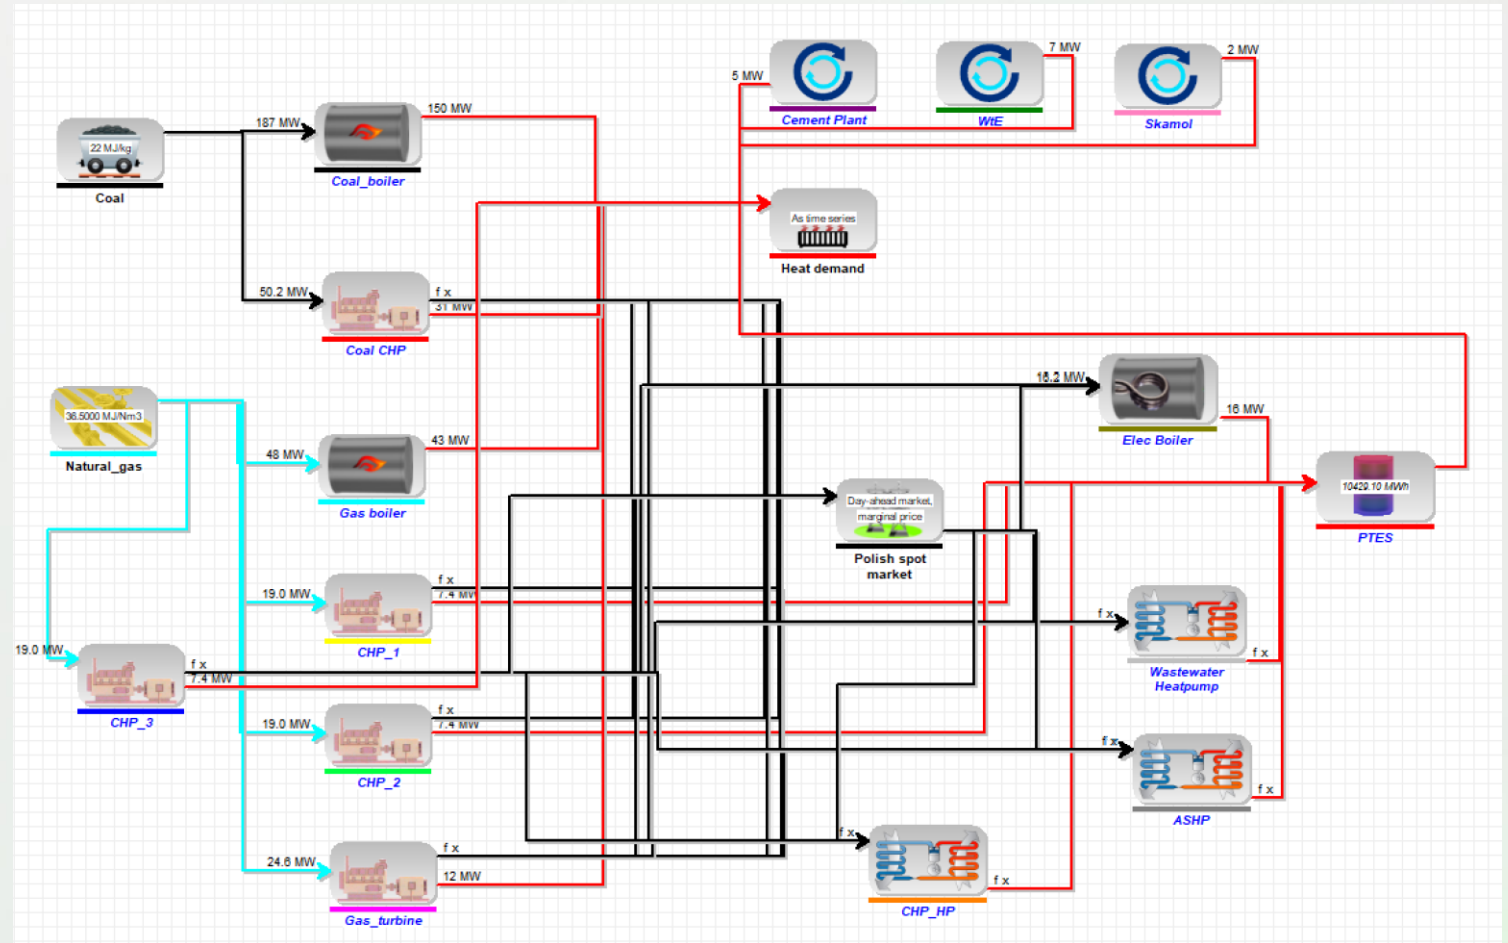 7 MW
2 MW
5 MW
Cement Plant
WtE
Skamol
150 MW
187 MW
22 MJ/kg
Coal_boiler
Coal
As time series
Heat demand
50.2 MW
f x
31 MW
Coal CHP
16.2 MW
36.5000 MJ/Nm3
16 MW
43 MW
Elec Boiler
48 MW
Natural_gas
10429.10 MWh
Day-ahead market,
marginal price
Gas boiler
PTES
Polish spot
market
f x
19.0 MW
7.4 MW
f x
CHP_1
19.0 MW
f x
7.4 MW
f x
Wastewater
Heatpump
CHP_3
f x
19.0 MW
7.4 MW
f x
CHP_2
f x
ASHP
f x
f x
24.6 MW
12 MW
f x
Gas_turbine
CHP_HP